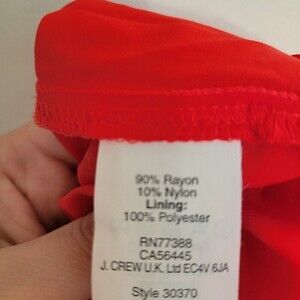 90% Rayon
10% Nylon
Lining:
100% Polyester
RN77388
CA56445
J. CREW U.K. Ltd EC4V 6JA
Style 30370